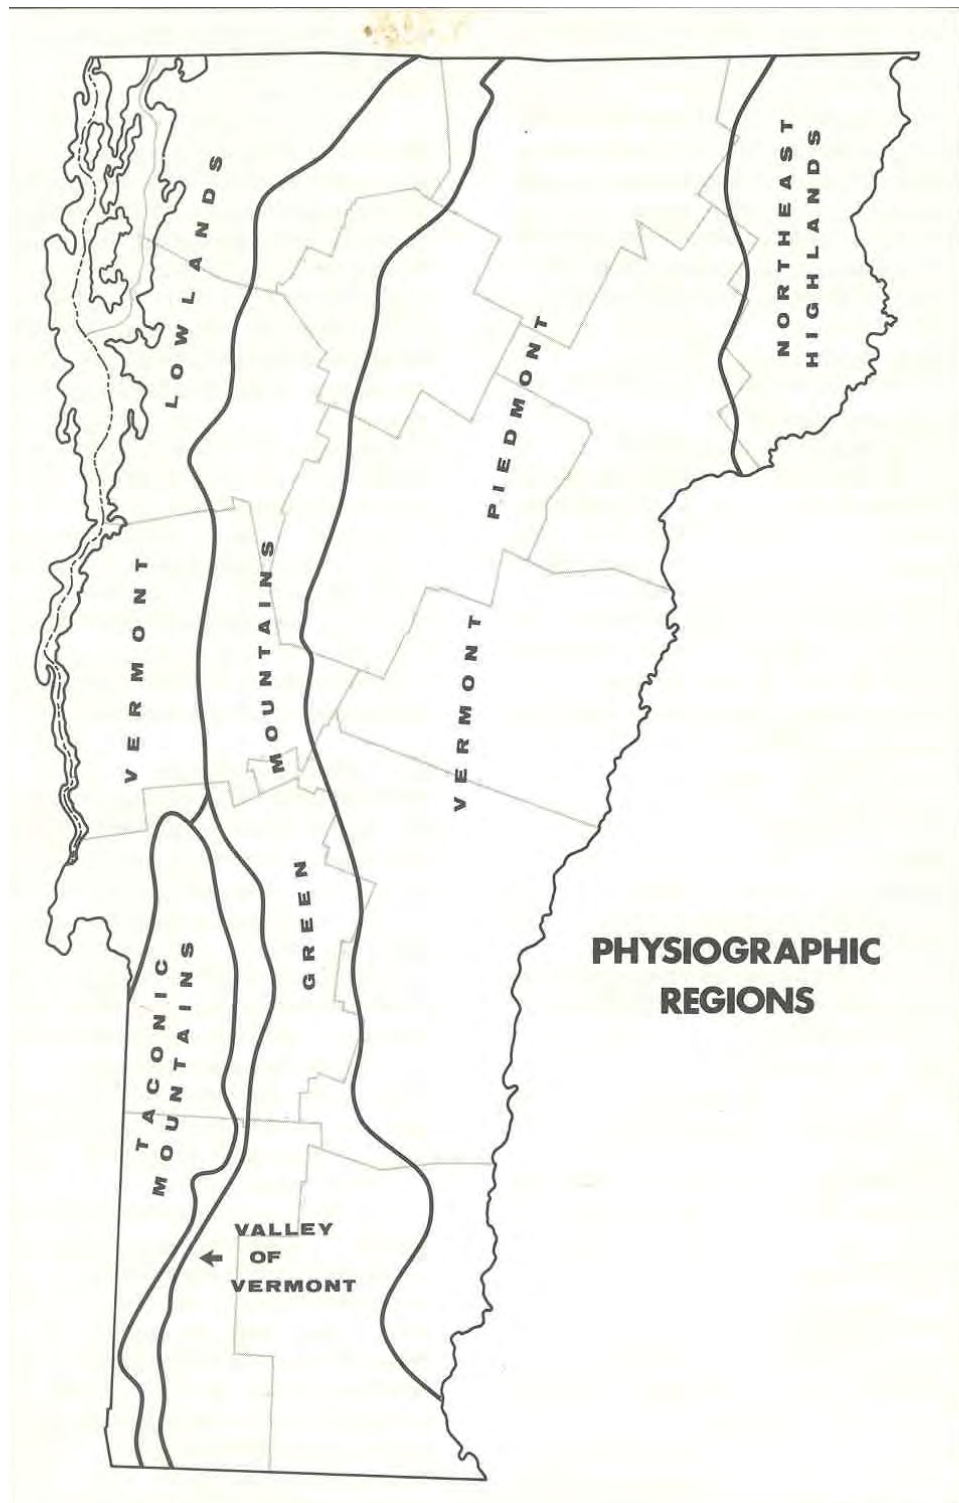 VERMONT LOWLANDS
GREEN MOUNTAINS
VERMONT PIEDMONT
NORTHEAST
HIGHLANDS
TACONIC
MOUNTAINS
VALLEY
OF
VERMONT
PHYSIOGRAPHIC
REGIONS